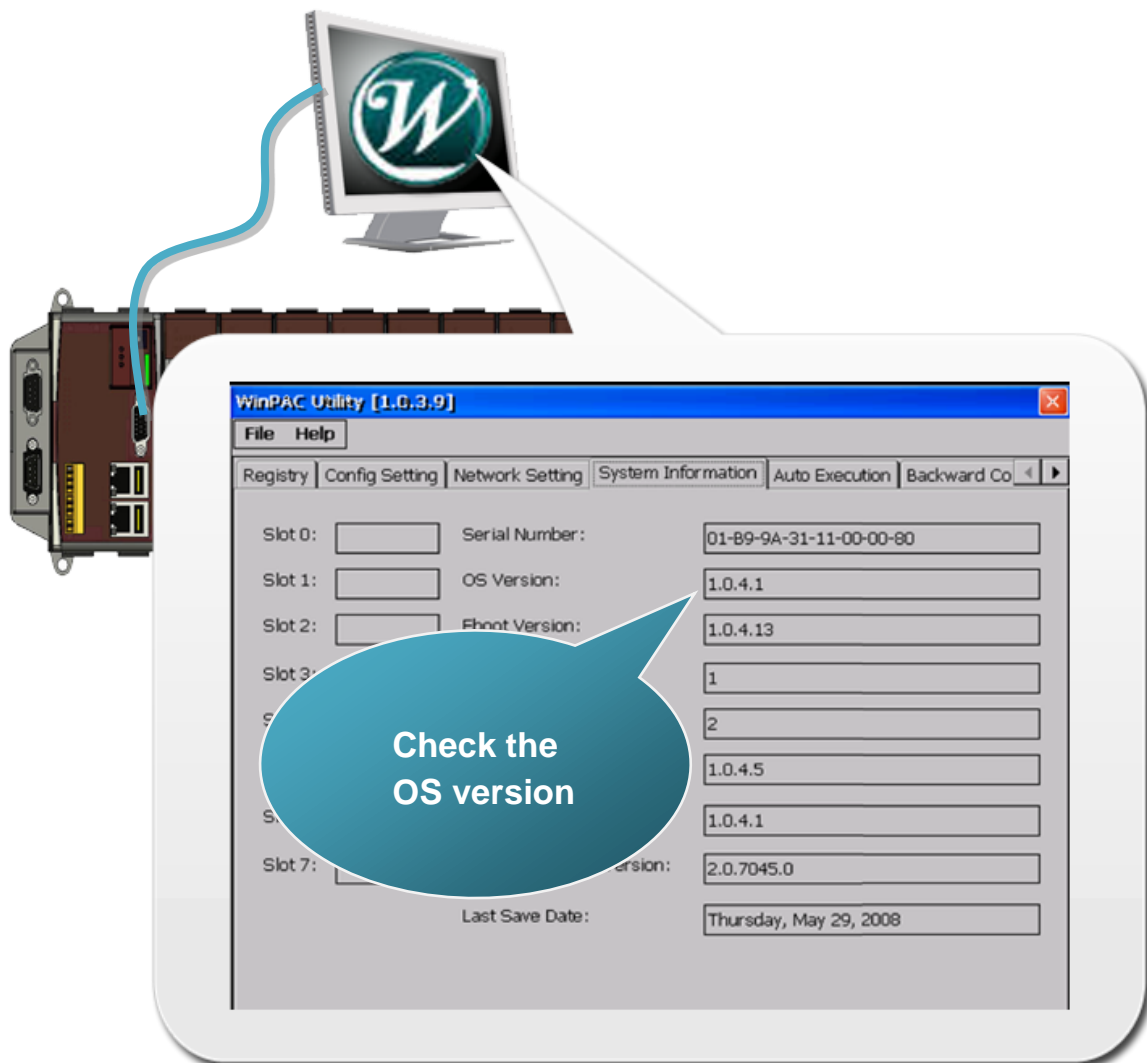 W
WinPAC Utility [1.0.3.9]
File Help
Registry Config Setting Network Setting System Information Auto Execution Backward Co
Slot 0: Serial Number: 01-B9-9A-31-11-00-00-80
Slot 1: OS Version: 1.0.4.1
Slot 2: Eboot Version: 1.0.4.13
Slot 3: 1
2
1.0.4.5
1.0.4.1
Slot 7: ersion: 2.0.7045.0
Last Save Date: Thursday, May 29, 2008
Check the
OS version